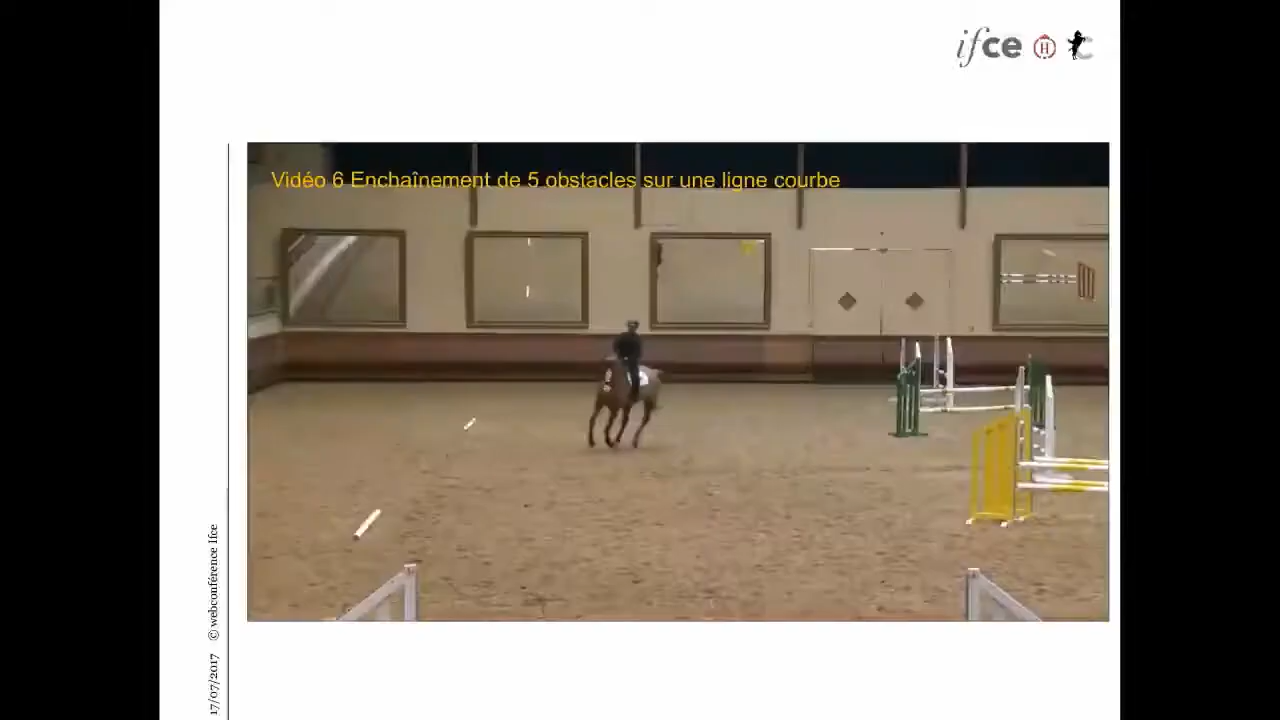 ifce
H
Vidéo 6 Enchaînement de 5 obstacles sur une ligne courbe
17/07/2017 © webconférence Ifce